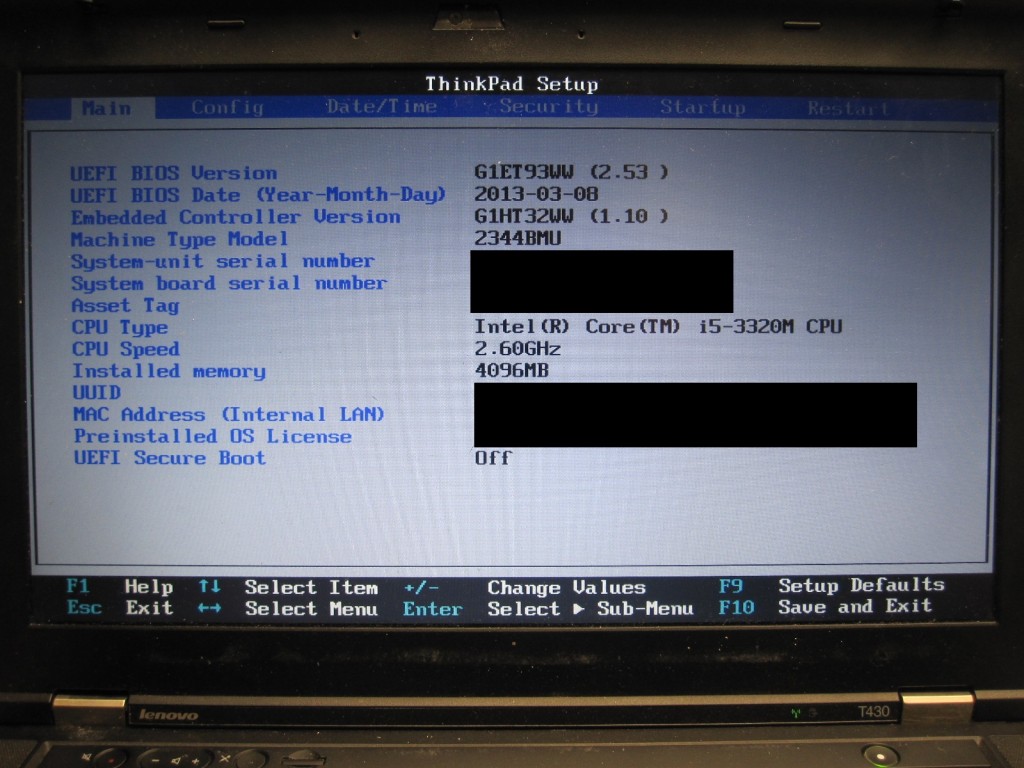 ThinkPad Setup
Main Config Date/Time Security Startup Restart
UEFI BIOS Version G1ET93WW (2.53 )
UEFI BIOS Date (Year-Month-Day) 2013-03-08
Embedded Controller Version G1HT32WW (1.10 )
Machine Type Model 2344BMU
System-unit serial number
System board serial number
Asset Tag
CPU Type Intel(R) Core(TM) i5-3320M CPU
CPU Speed 2.60GHz
Installed memory 4096MB
UUID
MAC Address (Internal LAN)
Preinstalled OS License
UEFI Secure Boot Off
F1 Help ↑↓ Select Item +/- Change Values F9 Setup Defaults
Esc Exit ←→ Select Menu Enter Select ▶ Sub-Menu F10 Save and Exit
lenovo T430